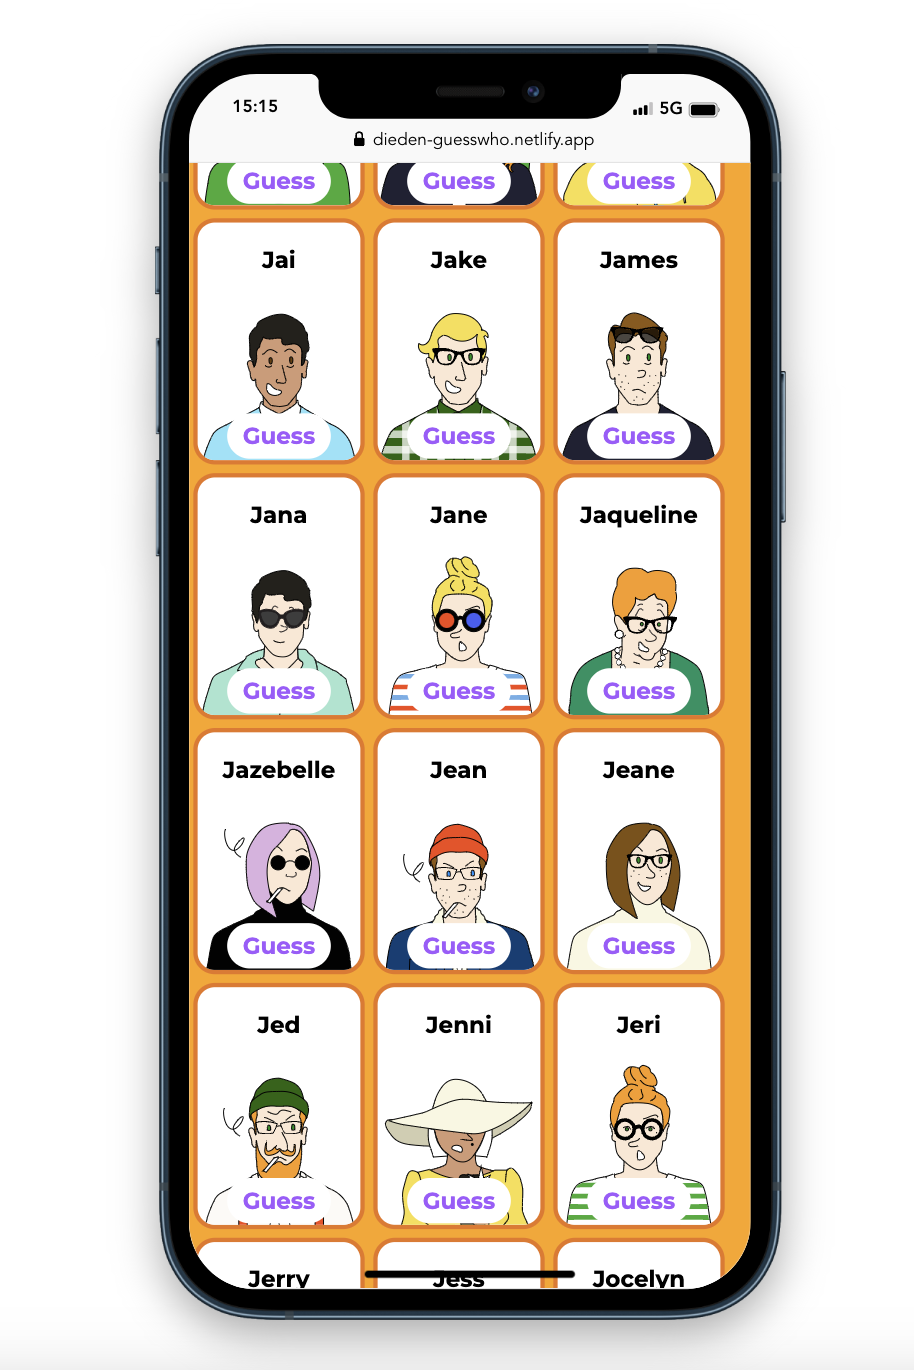 15:15
5G
dieden-guesswho.netlify.app
Guess Guess Guess
Jai Jake James
Guess Guess Guess
Jana Jane Jaqueline
Guess Guess Guess
Jazebelle Jean Jeane
Guess Guess Guess
Jed Jenni Jeri
Guess Guess Guess
Jerry Jess Jocelyn